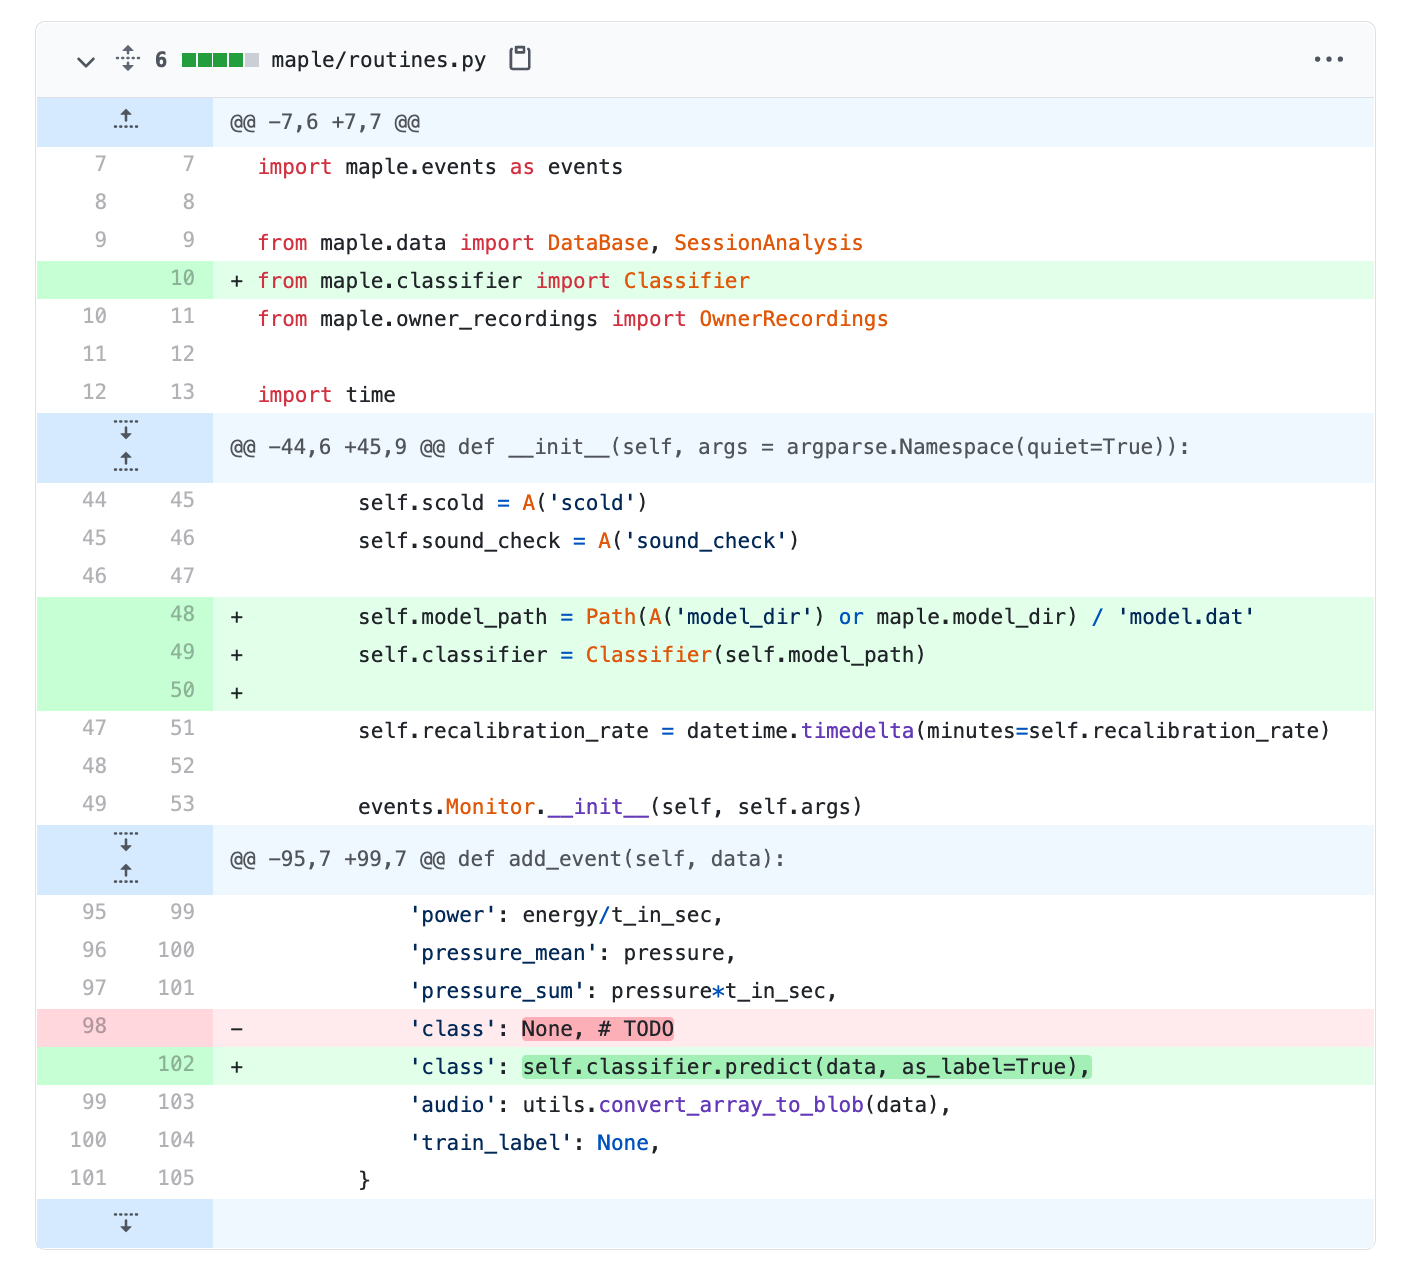 6 maple/routines.py ...
@@ -7,6 +7,7 @@
7 7 import maple.events as events
8 8
9 9 from maple.data import DataBase, SessionAnalysis
10 + from maple.classifier import Classifier
10 11 from maple.owner_recordings import OwnerRecordings
11 12
12 13 import time
@@ -44,6 +45,9 @@ def __init__(self, args = argparse.Namespace(quiet=True)):
44 45 self.scold = A('scold')
45 46 self.sound_check = A('sound_check')
46 47
48 + self.model_path = Path(A('model_dir') or maple.model_dir) / 'model.dat'
49 + self.classifier = Classifier(self.model_path)
50 +
47 51 self.recalibration_rate = datetime.timedelta(minutes=self.recalibration_rate)
48 52
49 53 events.Monitor.__init__(self, self.args)
@@ -95,7 +99,7 @@ def add_event(self, data):
95 99 'power': energy/t_in_sec,
96 100 'pressure_mean': pressure,
97 101 'pressure_sum': pressure*t_in_sec,
98 - 'class': None, # TODO
102 + 'class': self.classifier.predict(data, as_label=True),
99 103 'audio': utils.convert_array_to_blob(data),
100 104 'train_label': None,
101 105 }